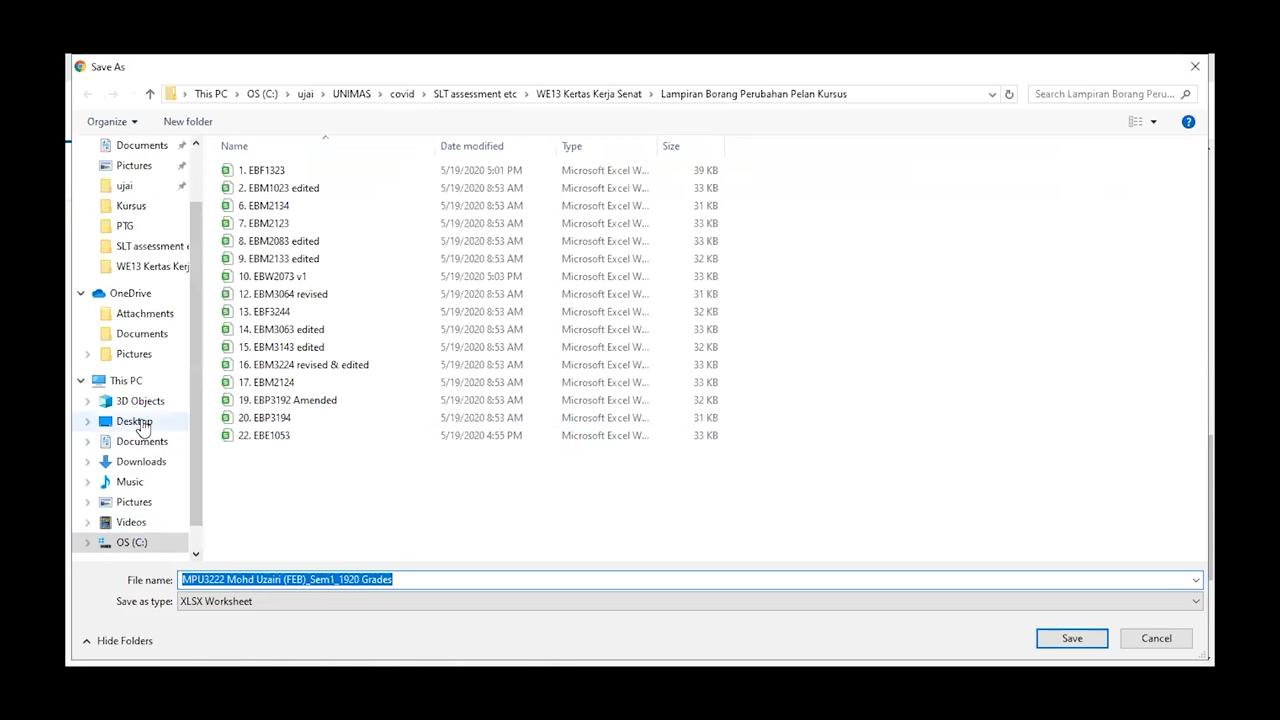 Save As
This PC > OS (C:) > ujai > UNIMAS > covid > SLT assessment etc > WE13 Kertas Kerja Senat > Lampiran Borang Perubahan Pelan Kursus
Search Lampiran Borang Peru...
Organize
New folder
Name Date modified Type Size
Documents
Pictures
ujai
Kursus
PTG
SLT assessment e
WE13 Kertas Kerj
OneDrive
Attachments
Documents
Pictures
This PC
3D Objects
Desktop
Documents
Downloads
Music
Pictures
Videos
OS (C:)
1. EBF1323 5/19/2020 5:01 PM Microsoft Excel W... 39 KB
2. EBM1023 edited 5/19/2020 8:53 AM Microsoft Excel W... 33 KB
6. EBM2134 5/19/2020 8:53 AM Microsoft Excel W... 31 KB
7. EBM2123 5/19/2020 8:53 AM Microsoft Excel W... 33 KB
8. EBM2083 edited 5/19/2020 8:53 AM Microsoft Excel W... 33 KB
9. EBM2133 edited 5/19/2020 8:53 AM Microsoft Excel W... 32 KB
10. EBW2073 v1 5/19/2020 5:03 PM Microsoft Excel W... 33 KB
12. EBM3064 revised 5/19/2020 8:53 AM Microsoft Excel W... 31 KB
13. EBF3244 5/19/2020 8:53 AM Microsoft Excel W... 32 KB
14. EBM3063 edited 5/19/2020 8:53 AM Microsoft Excel W... 33 KB
15. EBM3143 edited 5/19/2020 8:53 AM Microsoft Excel W... 32 KB
16. EBM3224 revised & edited 5/19/2020 8:53 AM Microsoft Excel W... 33 KB
17. EBM2124 5/19/2020 8:53 AM Microsoft Excel W... 33 KB
19. EBP3192 Amended 5/19/2020 8:53 AM Microsoft Excel W... 32 KB
20. EBP3194 5/19/2020 8:53 AM Microsoft Excel W... 31 KB
22. EBE1053 5/19/2020 4:55 PM Microsoft Excel W... 33 KB
File name: MPU3222 Mohd Uzairi (FEB)_Sem1_1920 Grades
Save as type: XLSX Worksheet
Hide Folders
Save
Cancel